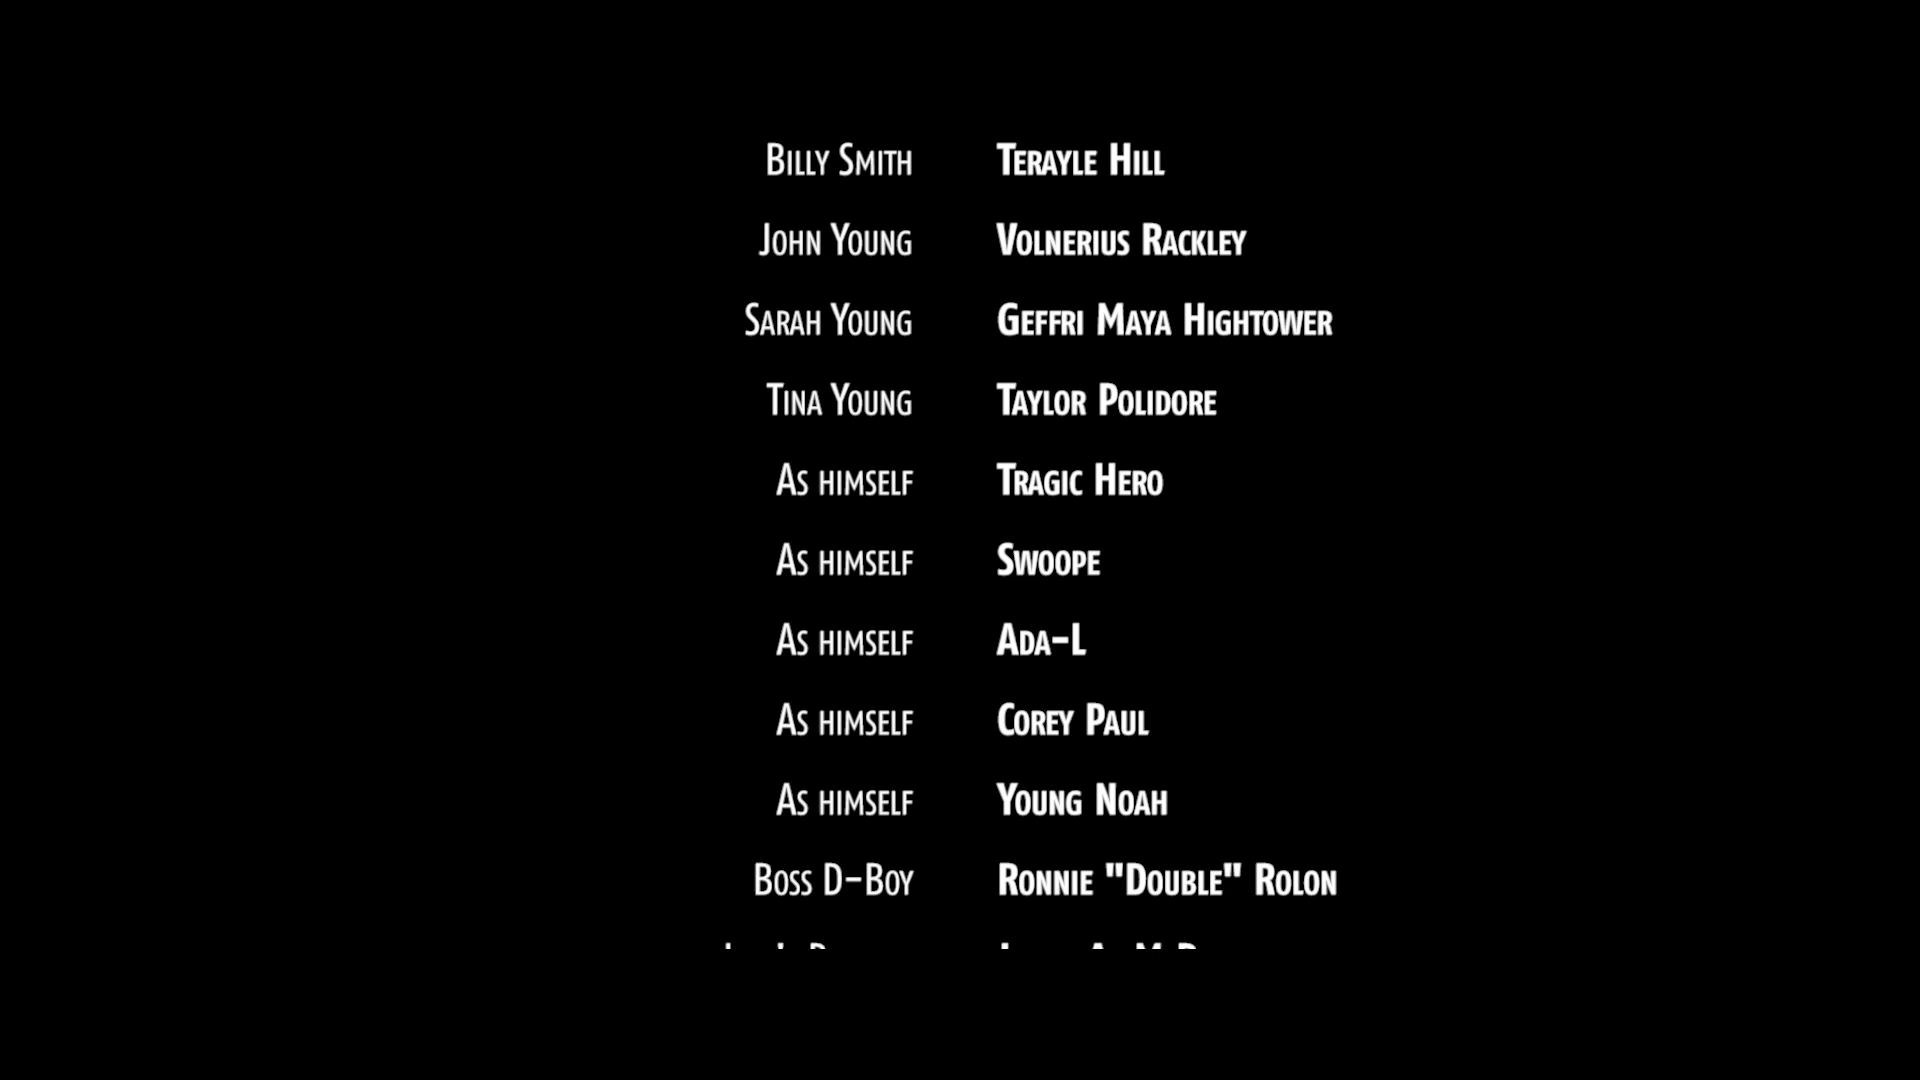 Billy Smith Terayle Hill
John Young Volnerius Rackley
Sarah Young Geffri Maya Hightower
Tina Young Taylor Polidore
As himself Tragic Hero
As himself Swoope
As himself Ada-L
As himself Corey Paul
As himself Young Noah
Boss D-Boy Ronnie "Double" Rolon